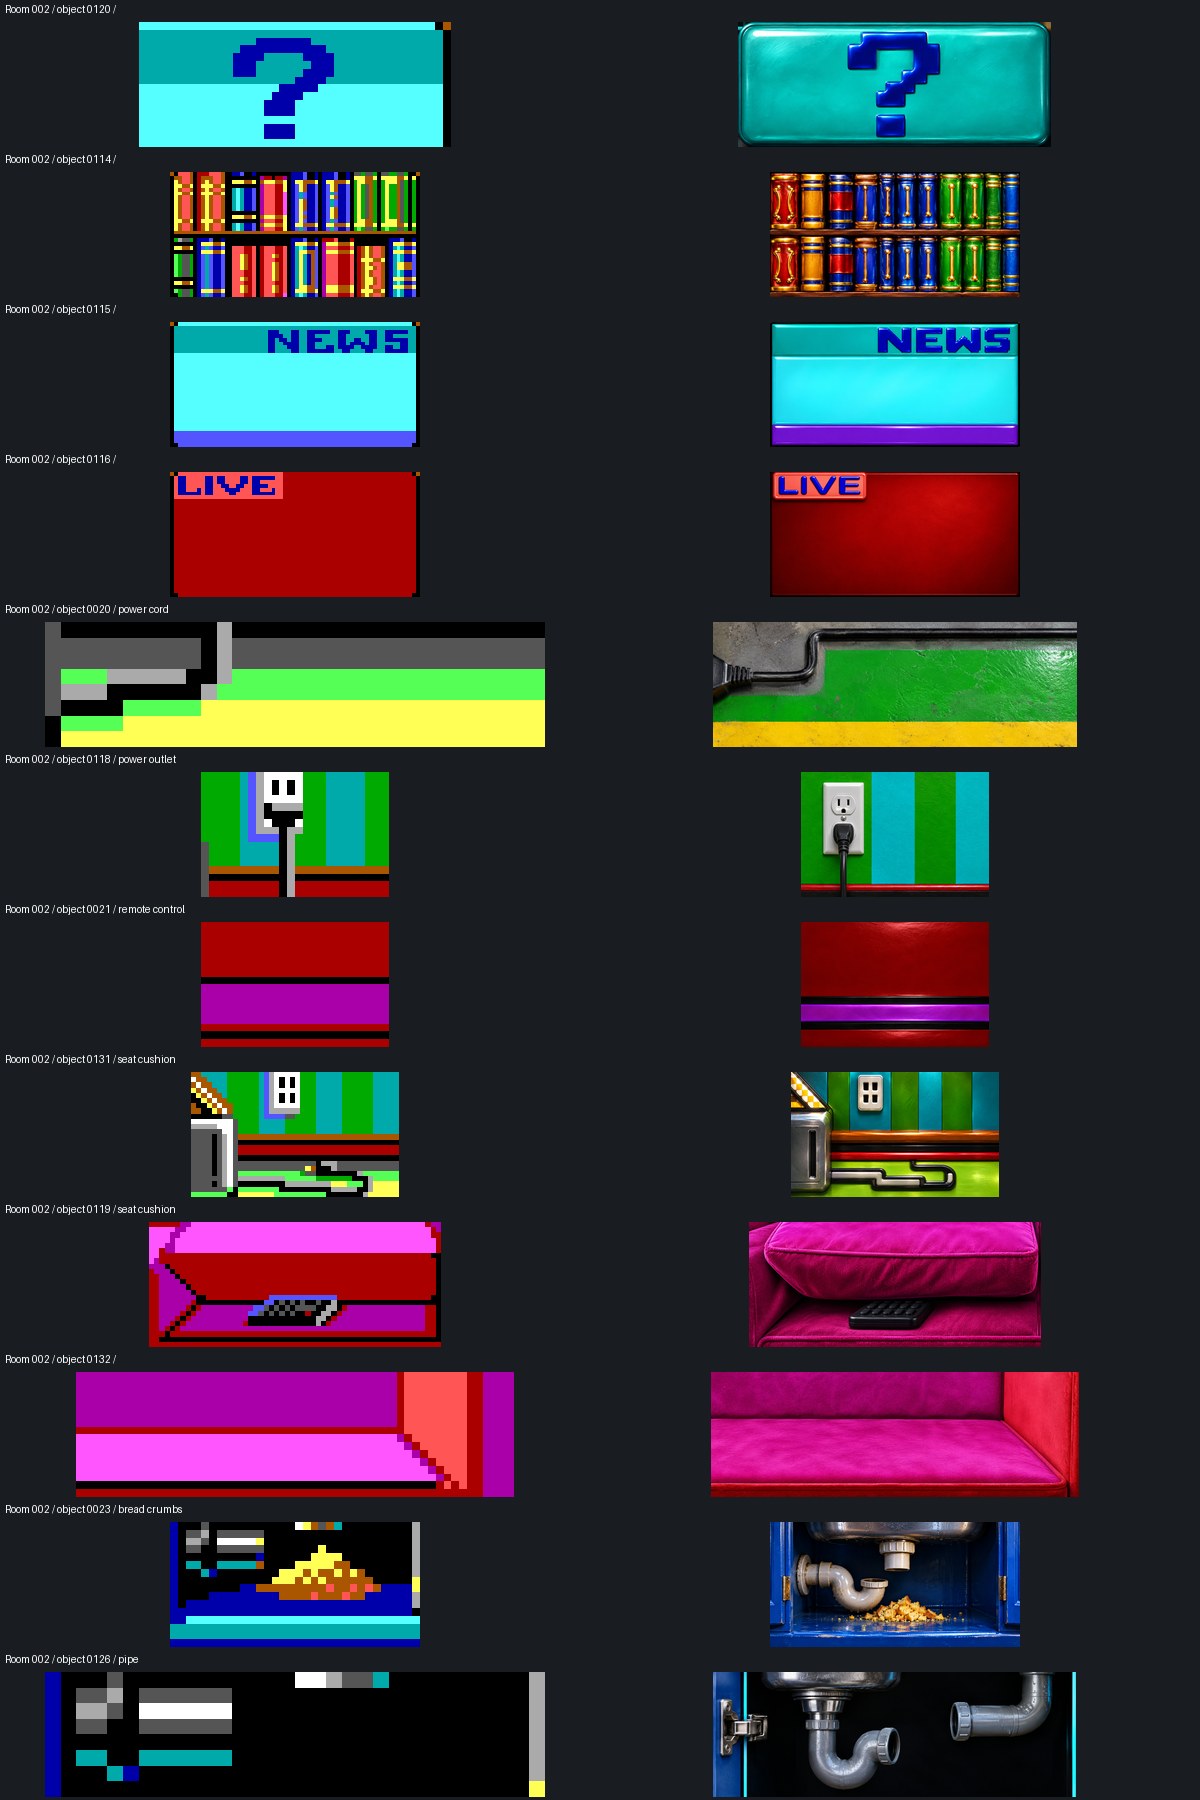 Room 002 / object 0120 /
? ?
Room 002 / object 0114 /
Room 002 / object 0115 /
NEWS NEWS
Room 002 / object 0116 /
LIVE LIVE
Room 002 / object 0020 / power cord
Room 002 / object 0118 / power outlet
Room 002 / object 0021 / remote control
Room 002 / object 0131 / seat cushion
Room 002 / object 0119 / seat cushion
Room 002 / object 0132 /
Room 002 / object 0023 / bread crumbs
Room 002 / object 0126 / pipe